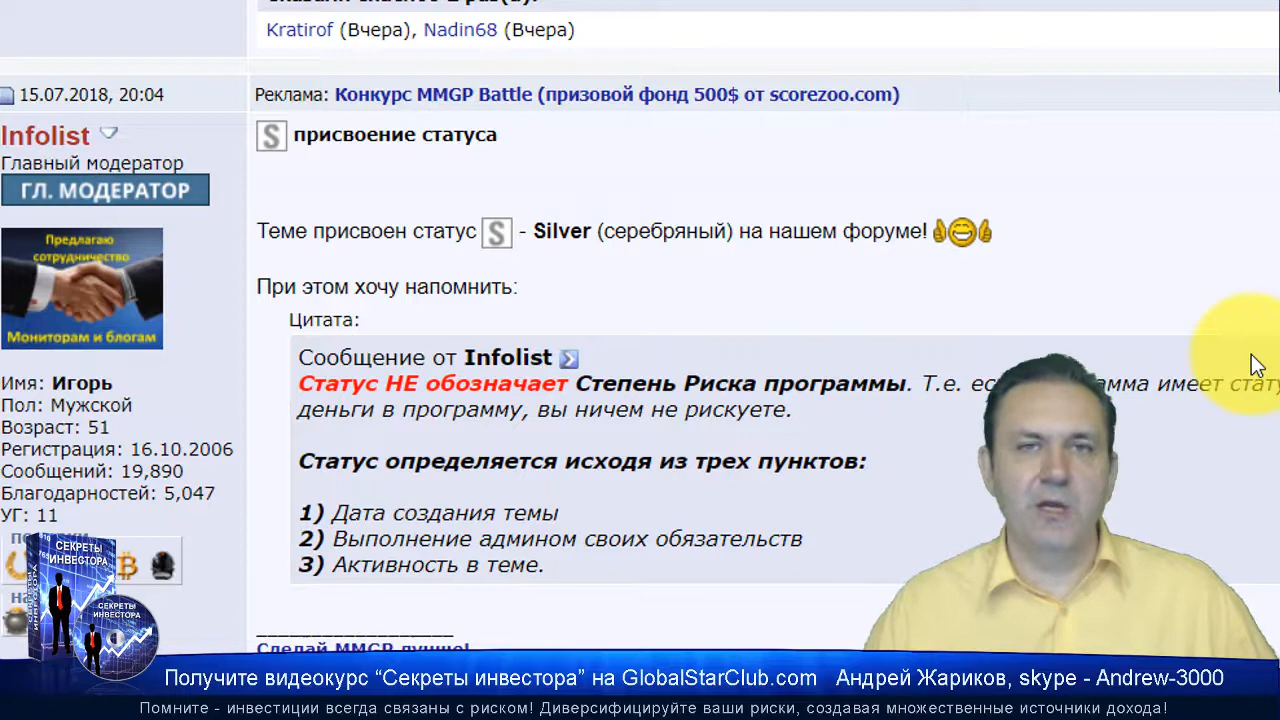 Kratirof (Вчера), Nadin68 (Вчера)
15.07.2018, 20:04
Реклама: Конкурс MMGP Battle (призовой фонд 500$ от scorezoo.com)
Infolist
S присвоение статуса
Главный модератор
ГЛ. МОДЕРАТОР
Теме присвоен статус S - Silver (серебряный) на нашем форуме!
Предлагаю
сотрудничество
Мониторам и блогам
При этом хочу напомнить:
Цитата:
Сообщение от Infolist
Статус НЕ обозначает Степень Риска программы. Т.е.
деньги в программу, вы ничем не рискуете.
Статус определяется исходя из трех пунктов:
1) Дата создания темы
2) Выполнение админом своих обязательств
3) Активность в теме.
Имя: Игорь
Пол: Мужской
Возраст: 51
Регистрация: 16.10.2006
Сообщений: 19,890
Благодарностей: 5,047
УГ: 11
СЕКРЕТЫ
ИНВЕСТОРА
СЕКРЕТЫ
ИНВЕСТОРА
Сделай MMGP лучше!
Получите видеокурс “Секреты инвестора” на GlobalStarClub.com Андрей Жариков, skype - Andrew-3000
Помните - инвестиции всегда связаны с риском! Диверсифицируйте ваши риски, создавая множественные источники дохода!